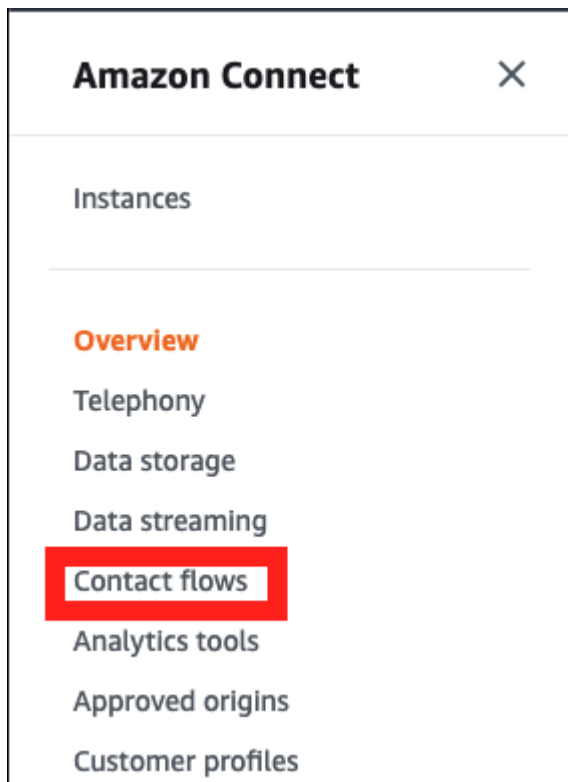 Amazon Connect
Instances
Overview
Telephony
Data storage
Data streaming
Contact flows
Analytics tools
Approved origins
Customer profiles